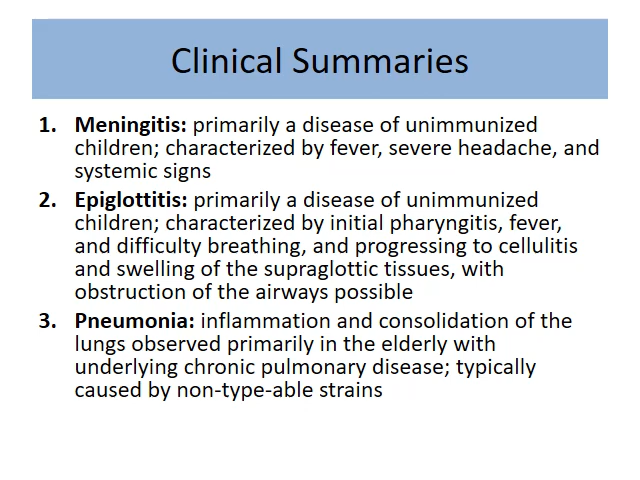 Clinical Summaries
1. Meningitis: primarily a disease of unimmunized
children; characterized by fever, severe headache, and
systemic signs
2. Epiglottitis: primarily a disease of unimmunized
children; characterized by initial pharyngitis, fever,
and difficulty breathing, and progressing to cellulitis
and swelling of the supraglottic tissues, with
obstruction of the airways possible
3. Pneumonia: inflammation and consolidation of the
lungs observed primarily in the elderly with
underlying chronic pulmonary disease; typically
caused by non-type-able strains